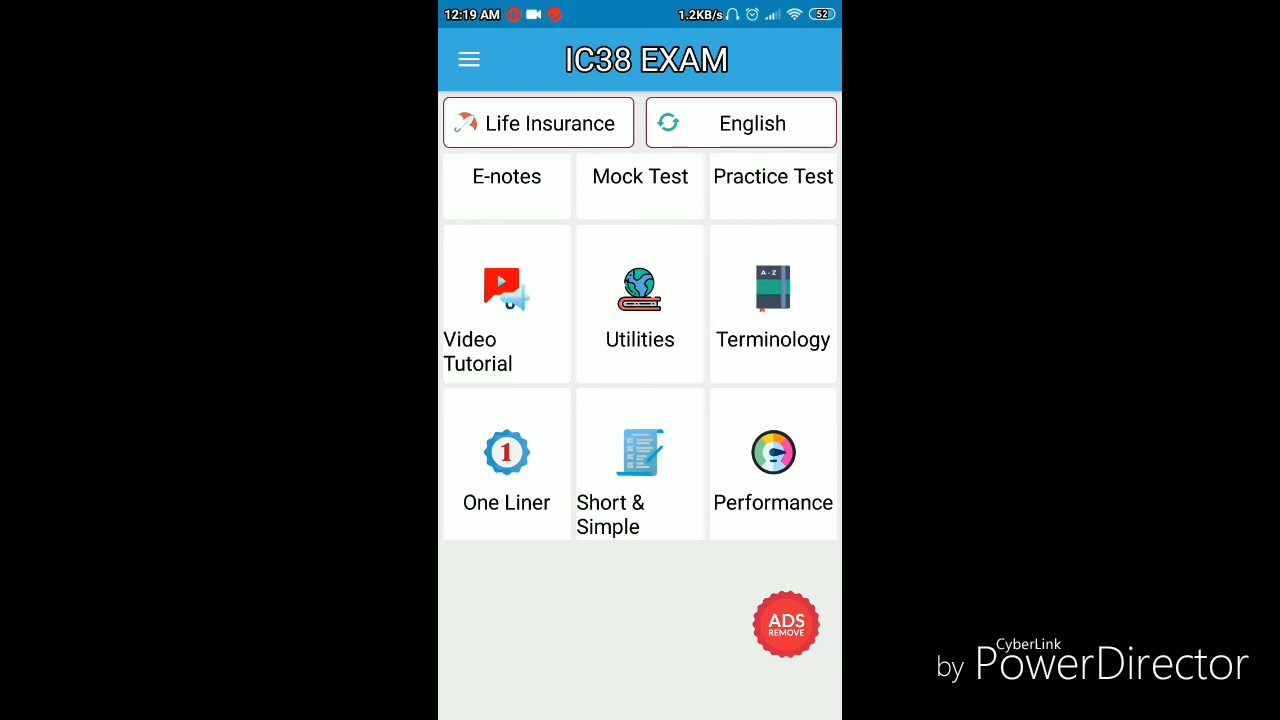 12:19 AM
1.2KB/s
52
IC38 EXAM
Life Insurance
English
E-notes
Mock Test
Practice Test
A-Z
Video
Tutorial
Utilities
Terminology
1
One Liner
Short &
Simple
Performance
ADS
REMOVE
CyberLink
by PowerDirector